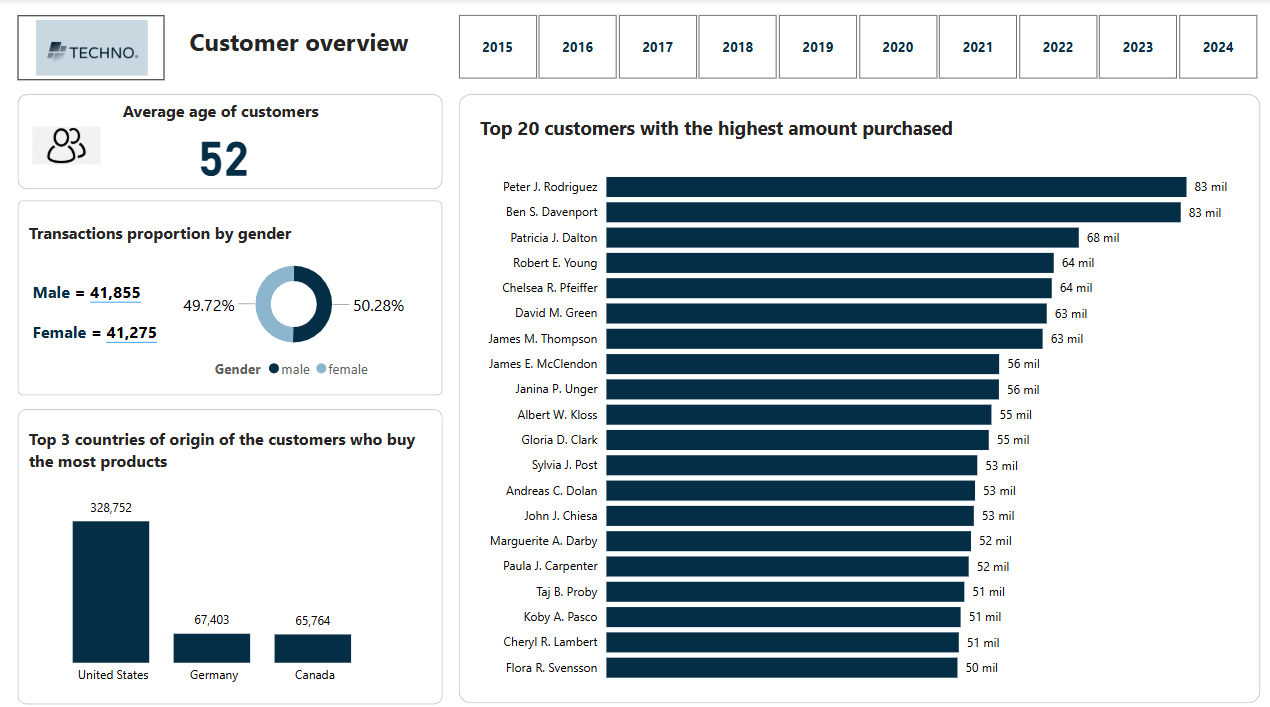 TECHNO.
Customer overview
2015
2016
2017
2018
2019
2020
2021
2022
2023
2024
Average age of customers
52
Transactions proportion by gender
Male = 41,855
Female = 41,275
49.72%
50.28%
Gender male female
Top 3 countries of origin of the customers who buy
the most products
328,752
67,403
65,764
United States
Germany
Canada
Top 20 customers with the highest amount purchased
Peter J. Rodriguez 83 mil
Ben S. Davenport 83 mil
Patricia J. Dalton 68 mil
Robert E. Young 64 mil
Chelsea R. Pfeiffer 64 mil
David M. Green 63 mil
James M. Thompson 63 mil
James E. McClendon 56 mil
Janina P. Unger 56 mil
Albert W. Kloss 55 mil
Gloria D. Clark 55 mil
Sylvia J. Post 53 mil
Andreas C. Dolan 53 mil
John J. Chiesa 53 mil
Marguerite A. Darby 52 mil
Paula J. Carpenter 52 mil
Taj B. Proby 51 mil
Koby A. Pasco 51 mil
Cheryl R. Lambert 51 mil
Flora R. Svensson 50 mil